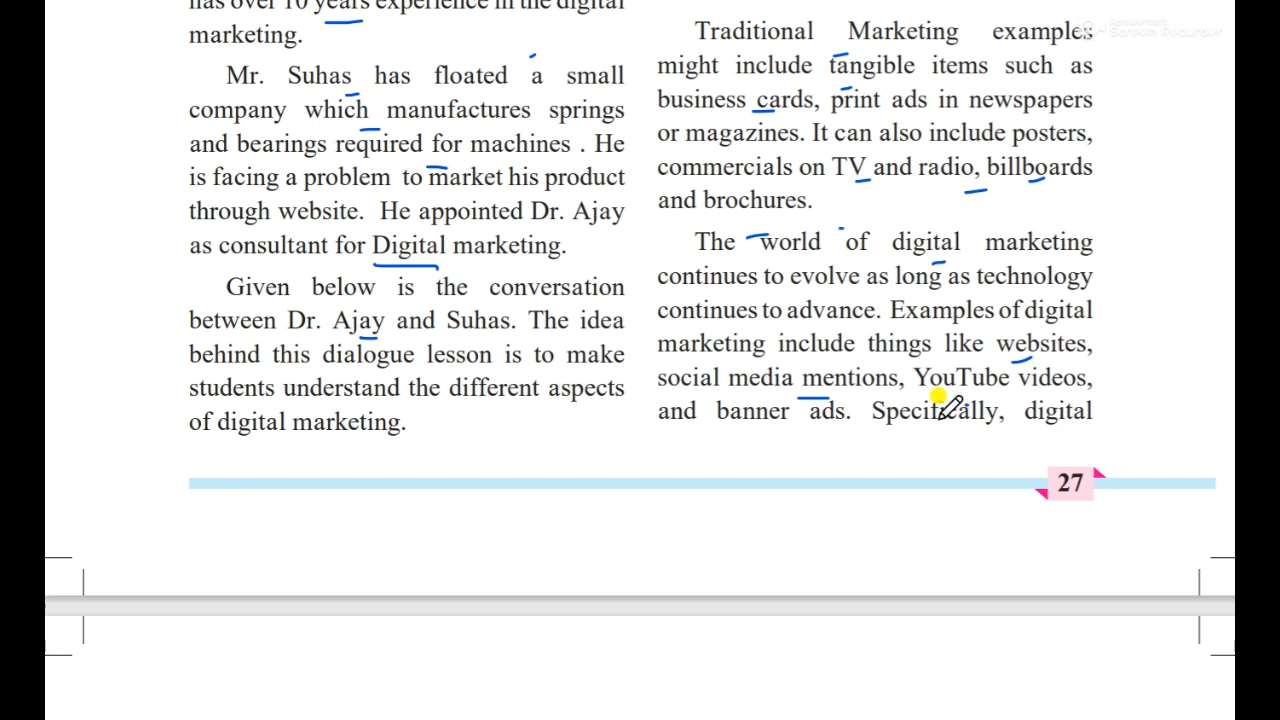 has over 10 years experience in the digital
marketing.
Mr. Suhas has floated a small
company which manufactures springs
and bearings required for machines . He
is facing a problem to market his product
through website. He appointed Dr. Ajay
as consultant for Digital marketing.
Given below is the conversation
between Dr. Ajay and Suhas. The idea
behind this dialogue lesson is to make
students understand the different aspects
of digital marketing.
Traditional Marketing examples
might include tangible items such as
business cards, print ads in newspapers
or magazines. It can also include posters,
commercials on TV and radio, billboards
and brochures.
The world of digital marketing
continues to evolve as long as technology
continues to advance. Examples of digital
marketing include things like websites,
social media mentions, YouTube videos,
and banner ads. Specifically, digital
27
Screen Recorder